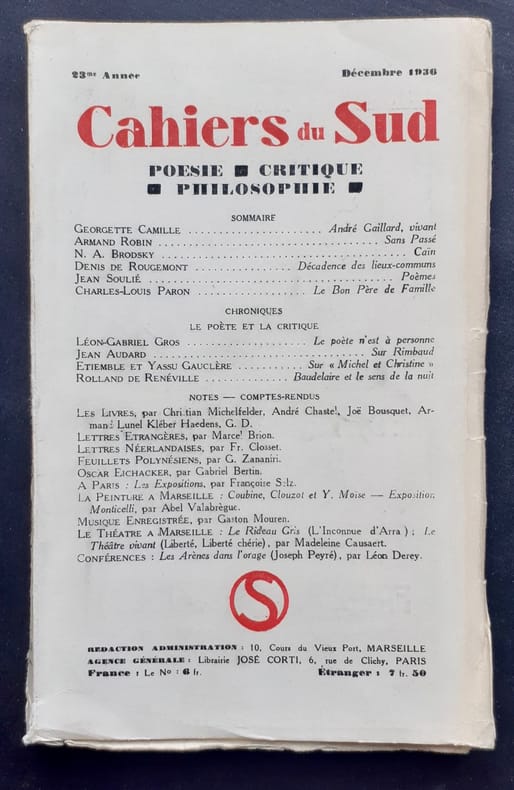 23me Année Décembre 1936
Cahiers du Sud
POESIE ■ CRITIQUE
■ PHILOSOPHIE ■
SOMMAIRE
GEORGETTE CAMILLE ...................... André Gaillard, vivant
ARMAND ROBIN .................................... Sans Passé
N. A. BRODSKY ........................................ Caïn
DENIS DE ROUGEMONT ................ Décadence des lieux-communs
JEAN SOULIÉ ........................................ Poèmes
CHARLES-LOUIS PARON .................. Le Bon Père de Famille
CHRONIQUES
LE POÈTE ET LA CRITIQUE
LÉON-GABRIEL GROS .................... Le poète n'est à personne
JEAN AUDARD ................................ Sur Rimbaud
ETIEMBLE ET YASSU GAUCLÈRE ........... Sur « Michel et Christine »
ROLLAND DE RENÉVILLE ............ Baudelaire et le sens de la nuit
NOTES — COMPTES-RENDUS
LES LIVRES, par Christian Michelfelder, André Chastel, Joë Bousquet, Ar-
mand Lunel Kléber Haedens, G. D.
LETTRES ETRANGÈRES, par Marcel Brion.
LETTRES NÉERLANDAISES, par Fr. Closset.
FEUILLETS POLYNÉSIENS, par G. Zananiri.
OSCAR EICHACKER, par Gabriel Bertin.
A PARIS : Les Expositions, par Françoise Selz.
LA PEINTURE A MARSEILLE : Coubine, Clouzot et Y. Moise — Exposition
Monticelli, par Abel Valabrègue.
MUSIQUE ENREGISTRÉE, par Gaston Mouren.
LE THÉATRE A MARSEILLE : Le Rideau Gris (L'Inconnue d'Arra ) ; Le
Théâtre vivant (Liberté, Liberté chérie), par Madeleine Causaert.
CONFÉRENCES : Les Arènes dans l'orage (Joseph Peyré), par Léon Derey.
S
REDACTION ADMINISTRATION : 10, Cours du Vieux Port, MARSEILLE
AGENCE GÉNÉRALE : Librairie JOSÉ CORTI, 6, rue de Clichy, PARIS
France : Le No : 6 fr. Étranger : 7 fr. 50